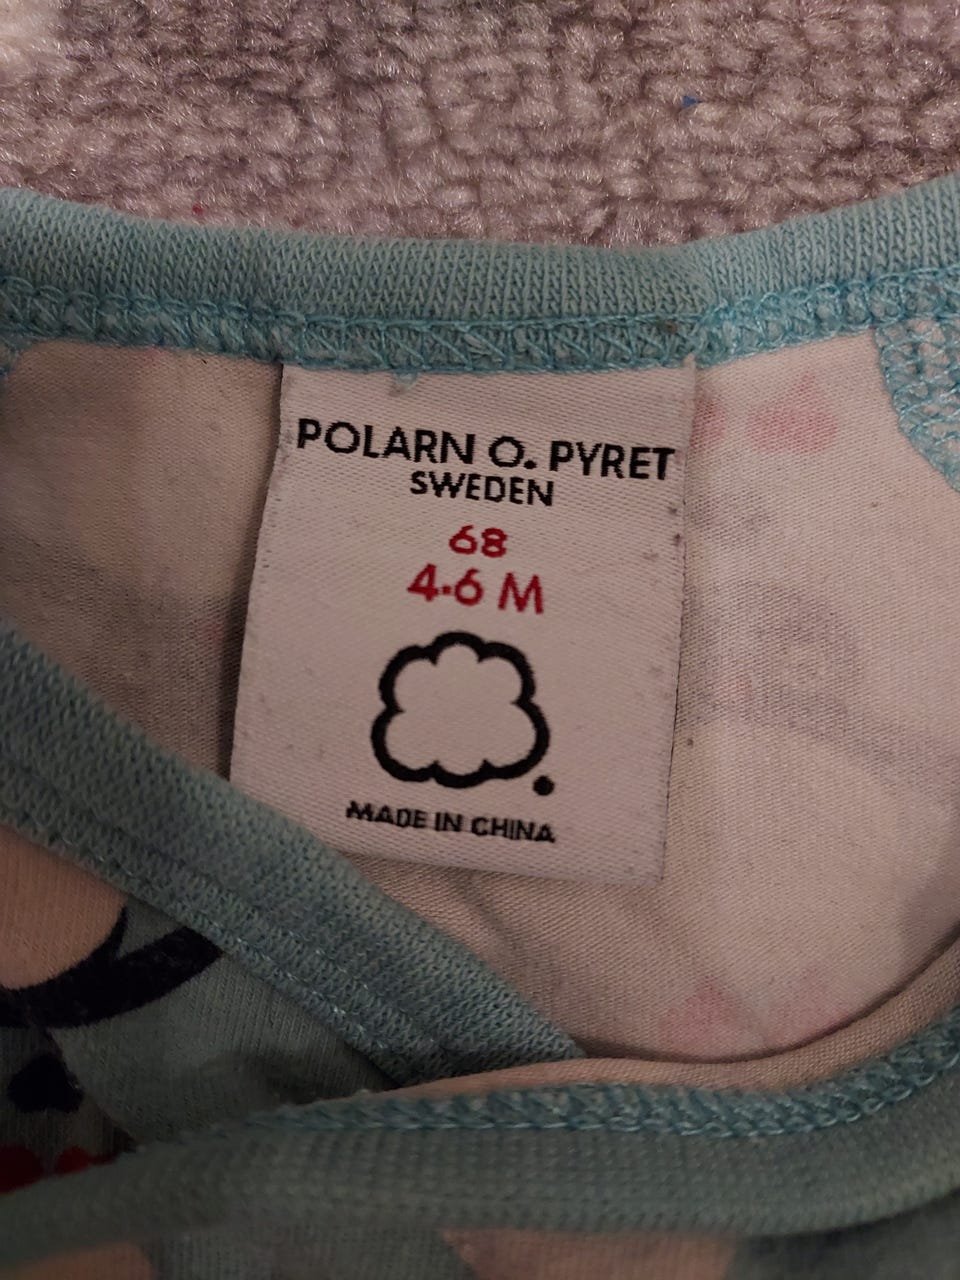 POLARN O. PYRET
SWEDEN
68
4-6 M
MADE IN CHINA